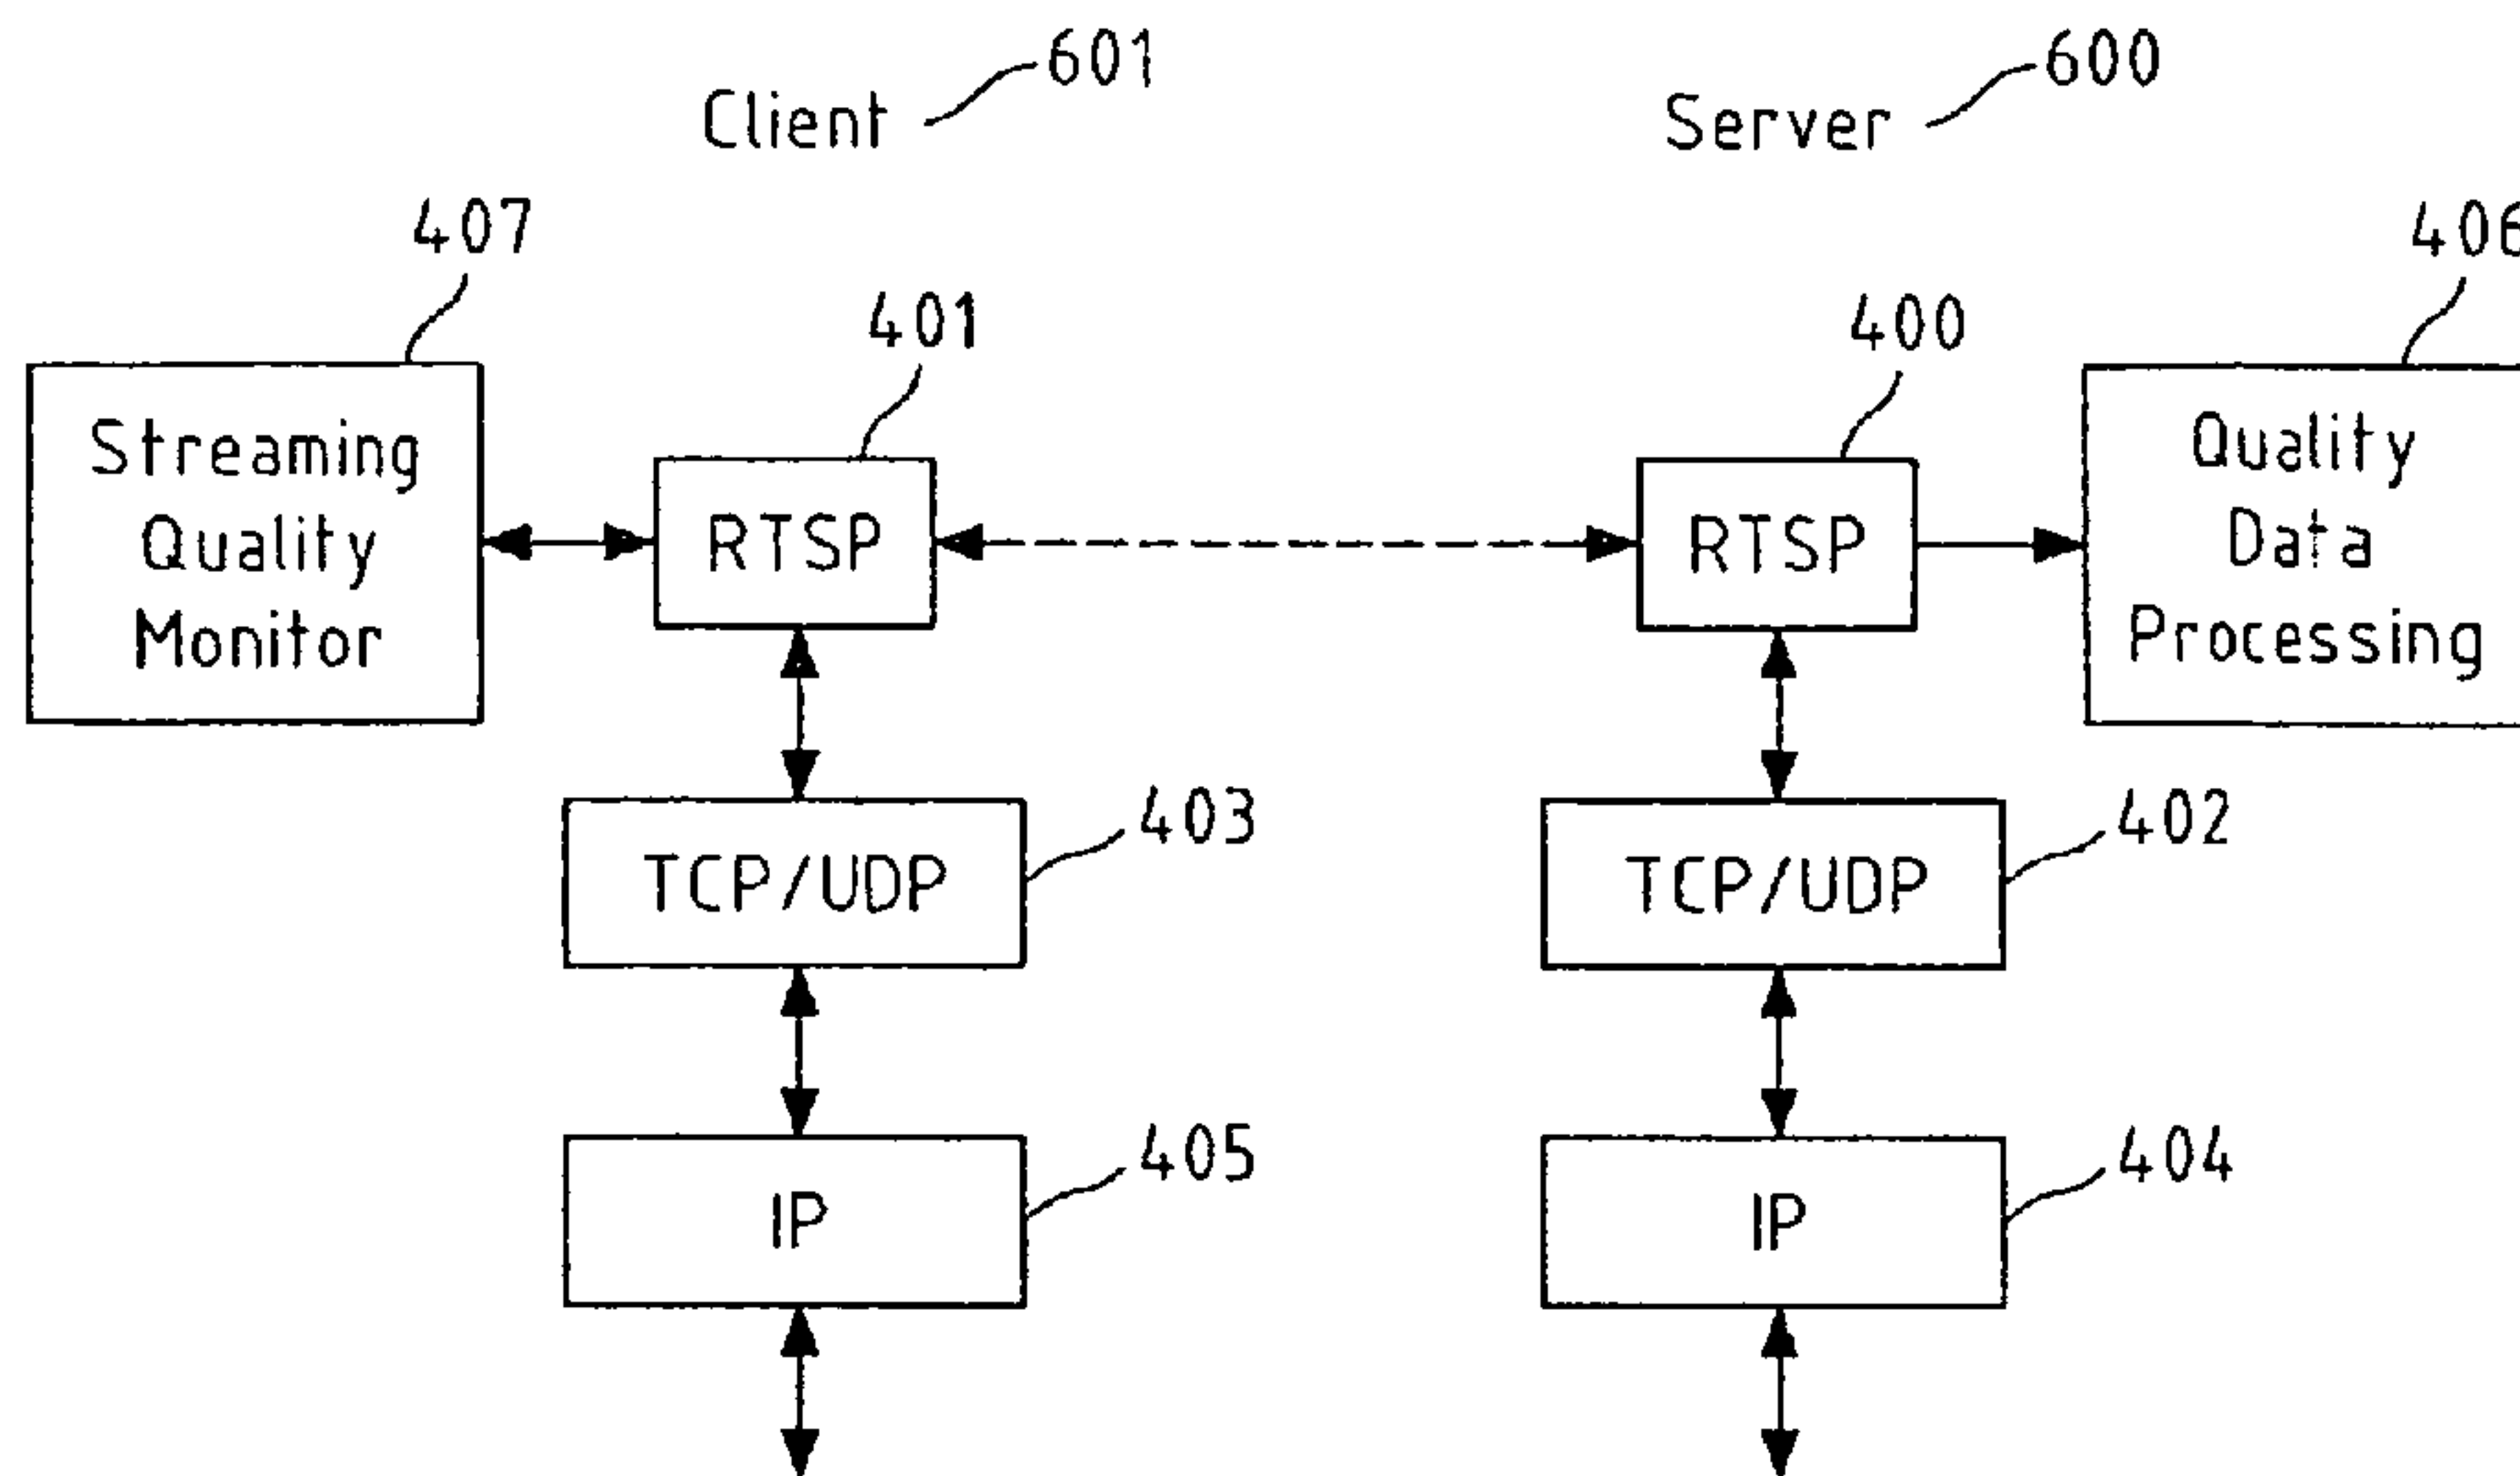 601
Client
600
Server
407
406
401
400
Streaming
Quality
Monitor
RTSP
RTSP
Quality
Data
Processing
403
TCP/UDP
402
TCP/UDP
405
IP
404
IP